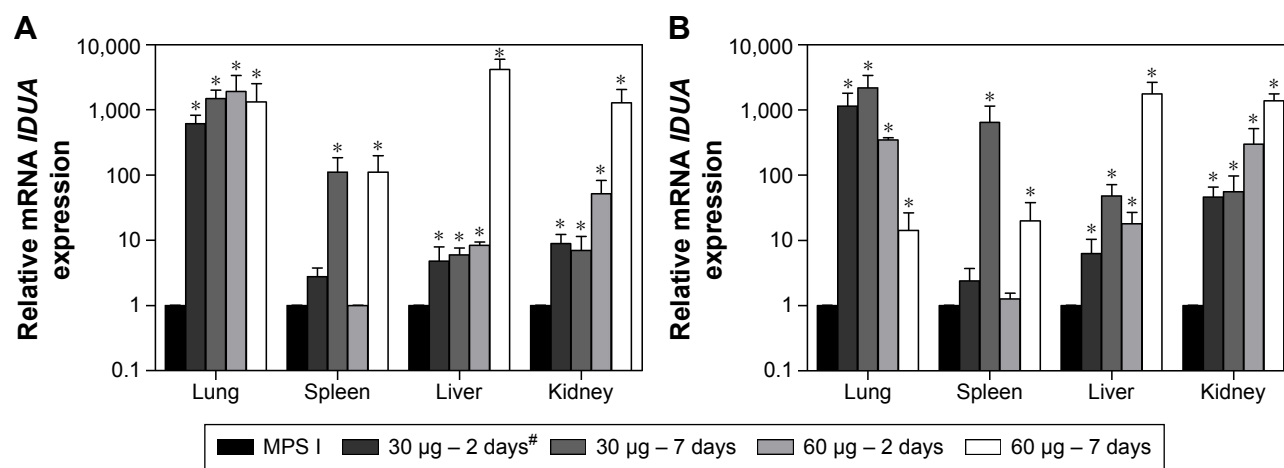 A
Relative mRNA IDUA
expression
10,000
1,000
100
10
1
0.1
* * * *
* *
* * * *
* * * *
Lung Spleen Liver Kidney
B
Relative mRNA IDUA
expression
10,000
1,000
100
10
1
0.1
* * * *
* *
* * * *
* * * *
Lung Spleen Liver Kidney
MPS I 30 µg – 2 days# 30 µg – 7 days 60 µg – 2 days 60 µg – 7 days